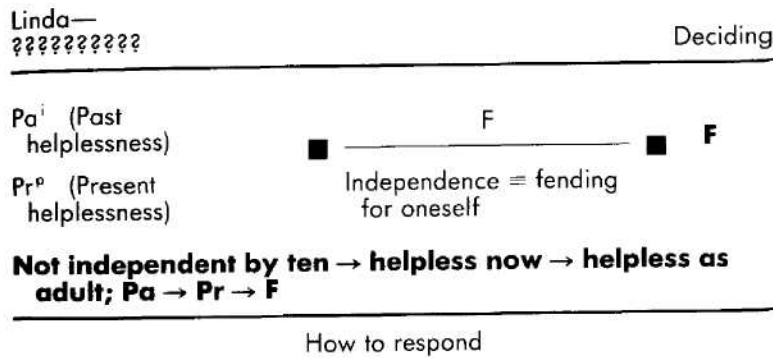 Linda—
?????????? Deciding
Paⁱ (Past F
helplessness) ■ ■ F
Prᵖ (Present Independence ≡ fending
helplessness) for oneself
Not independent by ten → helpless now → helpless as
adult; Pa → Pr → F
How to respond